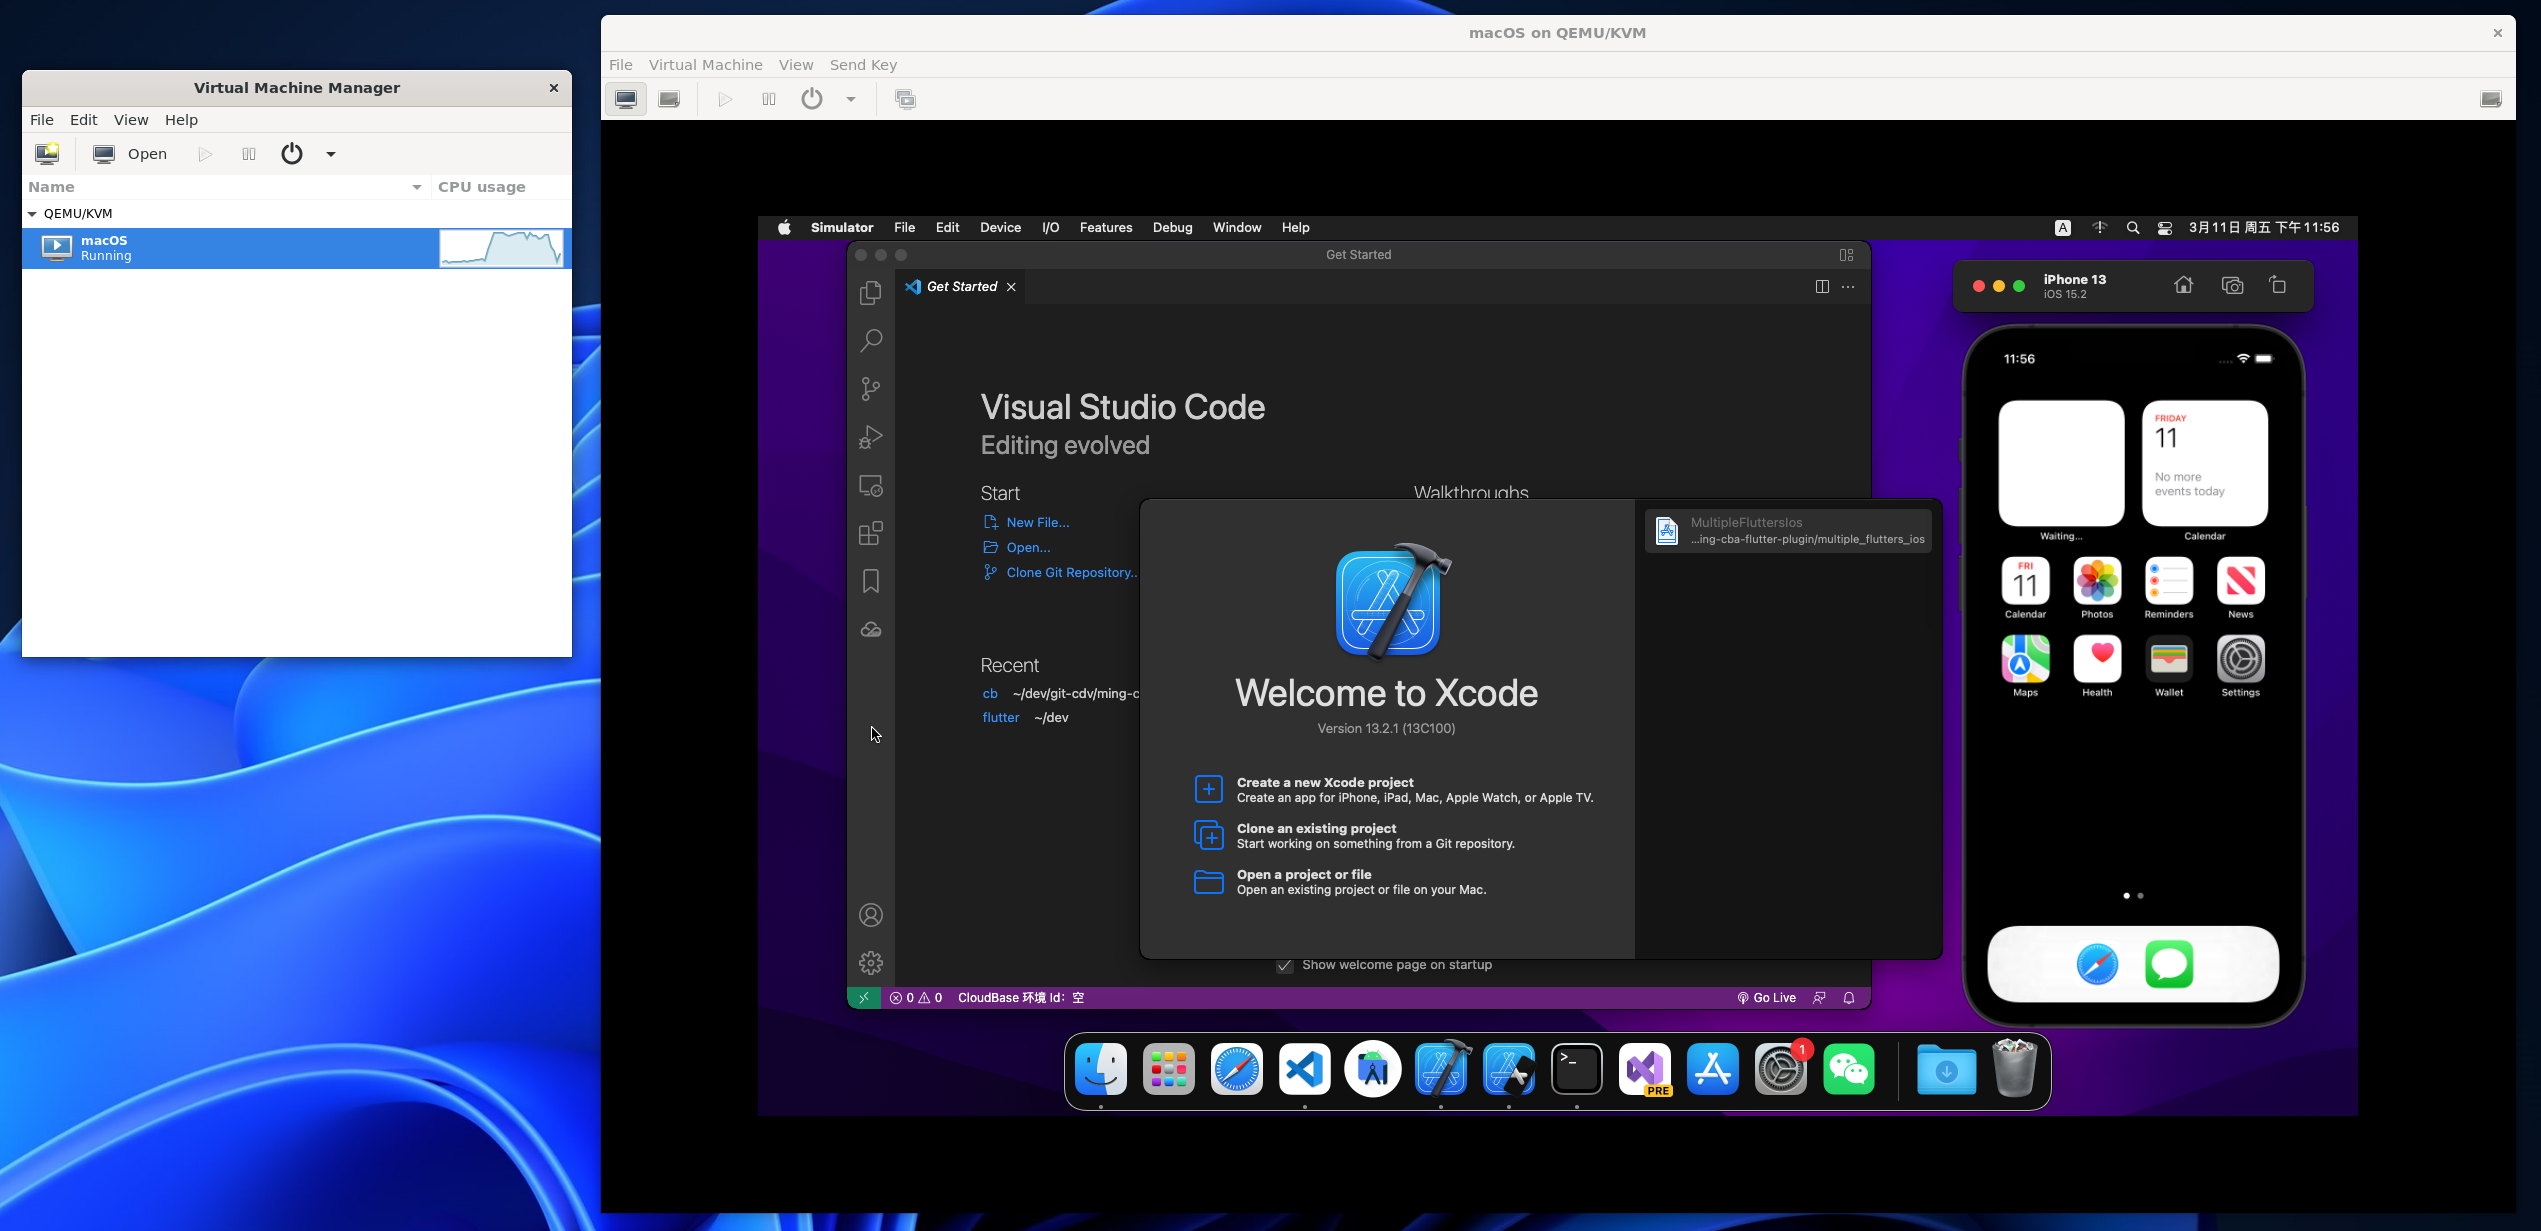 Virtual Machine Manager
File Edit View Help
Open
Name CPU usage
QEMU/KVM
macOS
Running
macOS on QEMU/KVM
File Virtual Machine View Send Key
Simulator File Edit Device I/O Features Debug Window Help
A
3月11日 周五 下午11:56
Get Started
Get Started
Visual Studio Code
Editing evolved
Start
New File...
Open...
Clone Git Repository..
Walkthroughs
Recent
cb ~/dev/git-cdv/ming-c
flutter ~/dev
Show welcome page on startup
0 0 CloudBase 环境 Id: 空
Go Live
Welcome to Xcode
Version 13.2.1 (13C100)
Create a new Xcode project
Create an app for iPhone, iPad, Mac, Apple Watch, or Apple TV.
Clone an existing project
Start working on something from a Git repository.
Open a project or file
Open an existing project or file on your Mac.
MultipleFluttersIos
...ing-cba-flutter-plugin/multiple_flutters_ios
iPhone 13
iOS 15.2
11:56
FRIDAY
11
No more
events today
Waiting... Calendar
FRI
11
Calendar Photos Reminders News
Maps Health Wallet Settings
>_
PRE
1